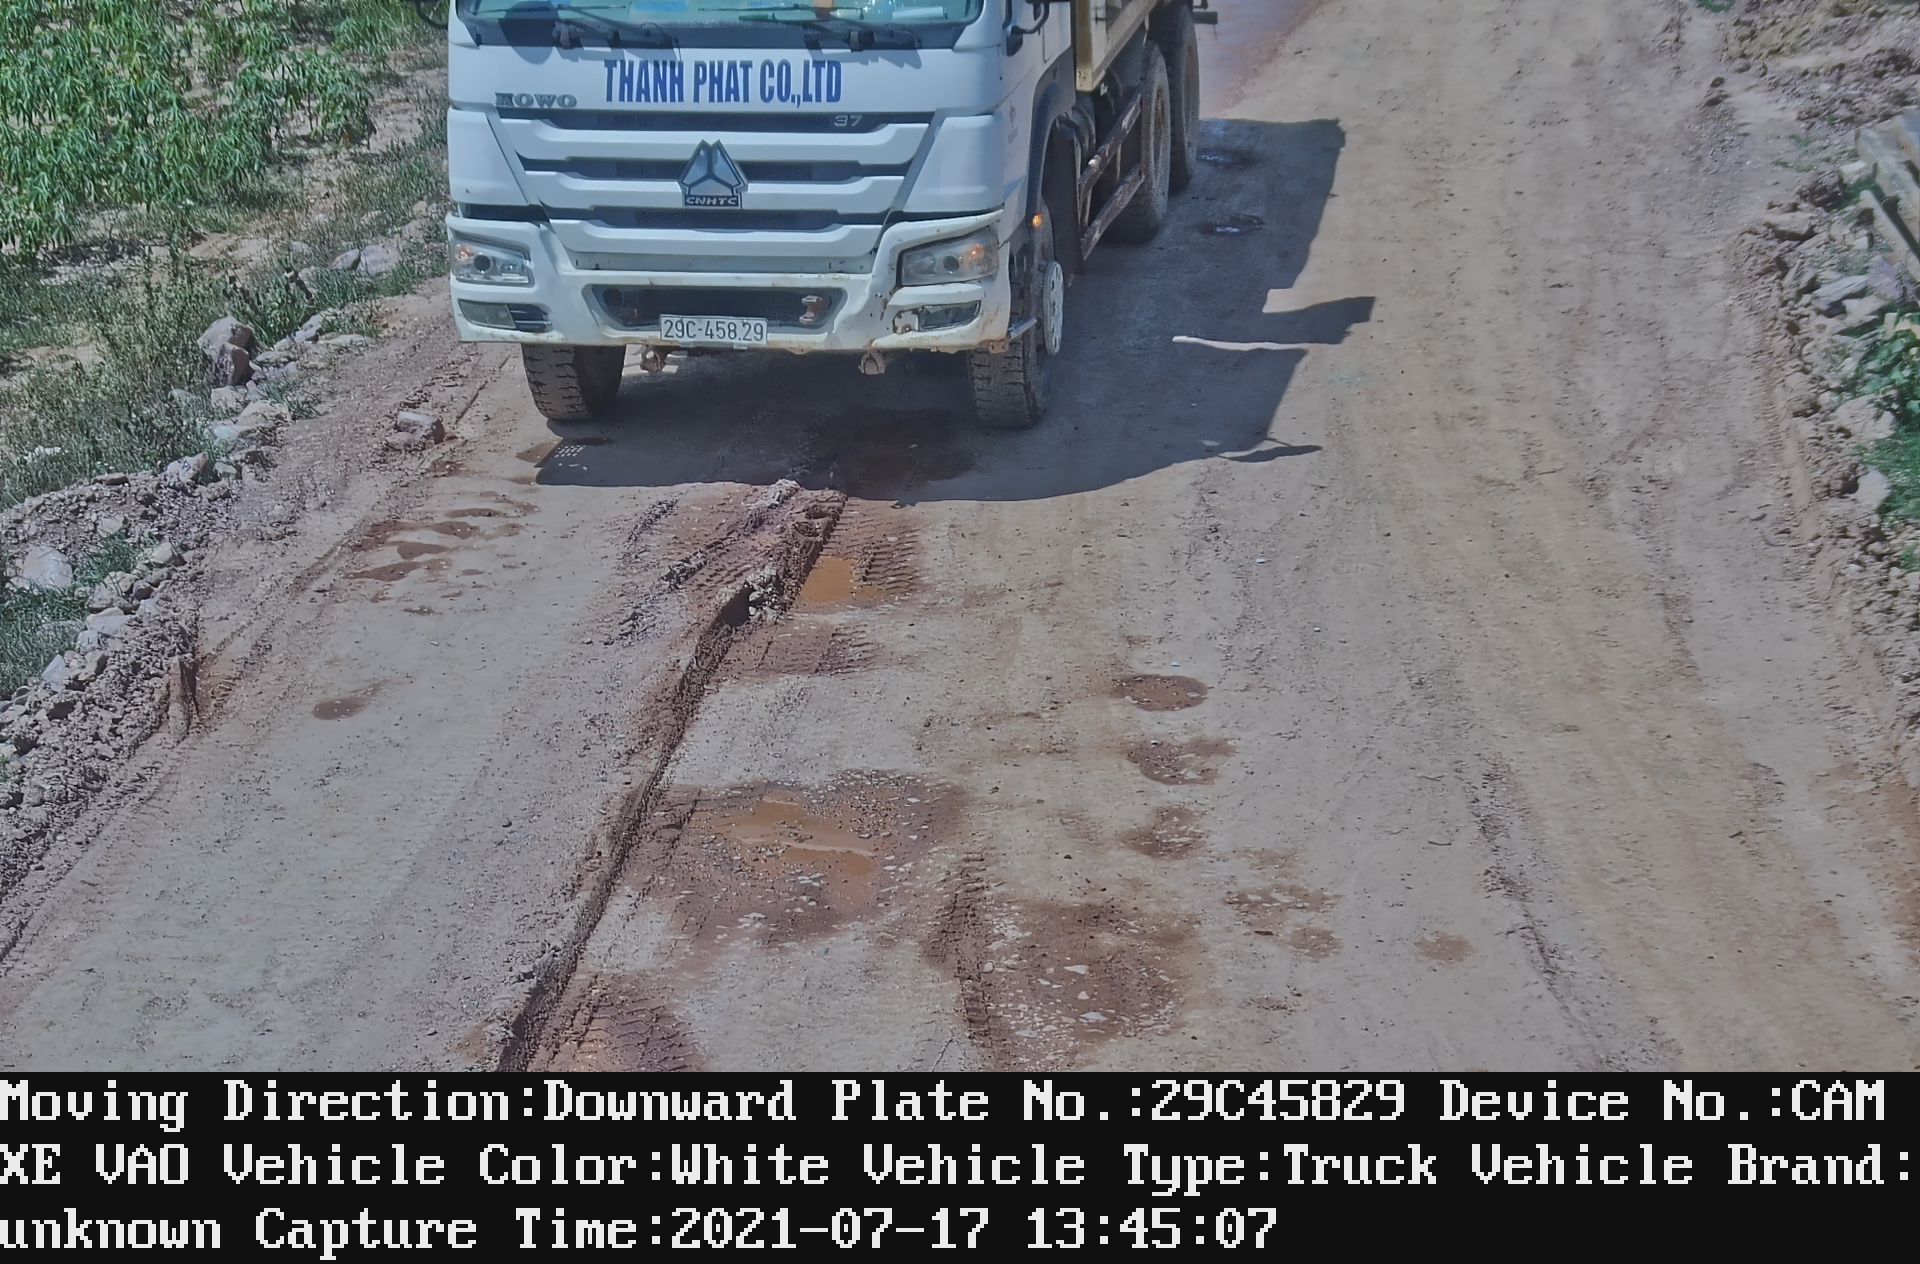 THANH PHAT CO.,LTD
HOWO
37
CNHTC
29C-458.29
Moving Direction:Downward Plate No.:29C45829 Device No.:CAM
XE VAO Vehicle Color:White Vehicle Type:Truck Vehicle Brand:
unknown Capture Time:2021-07-17 13:45:07